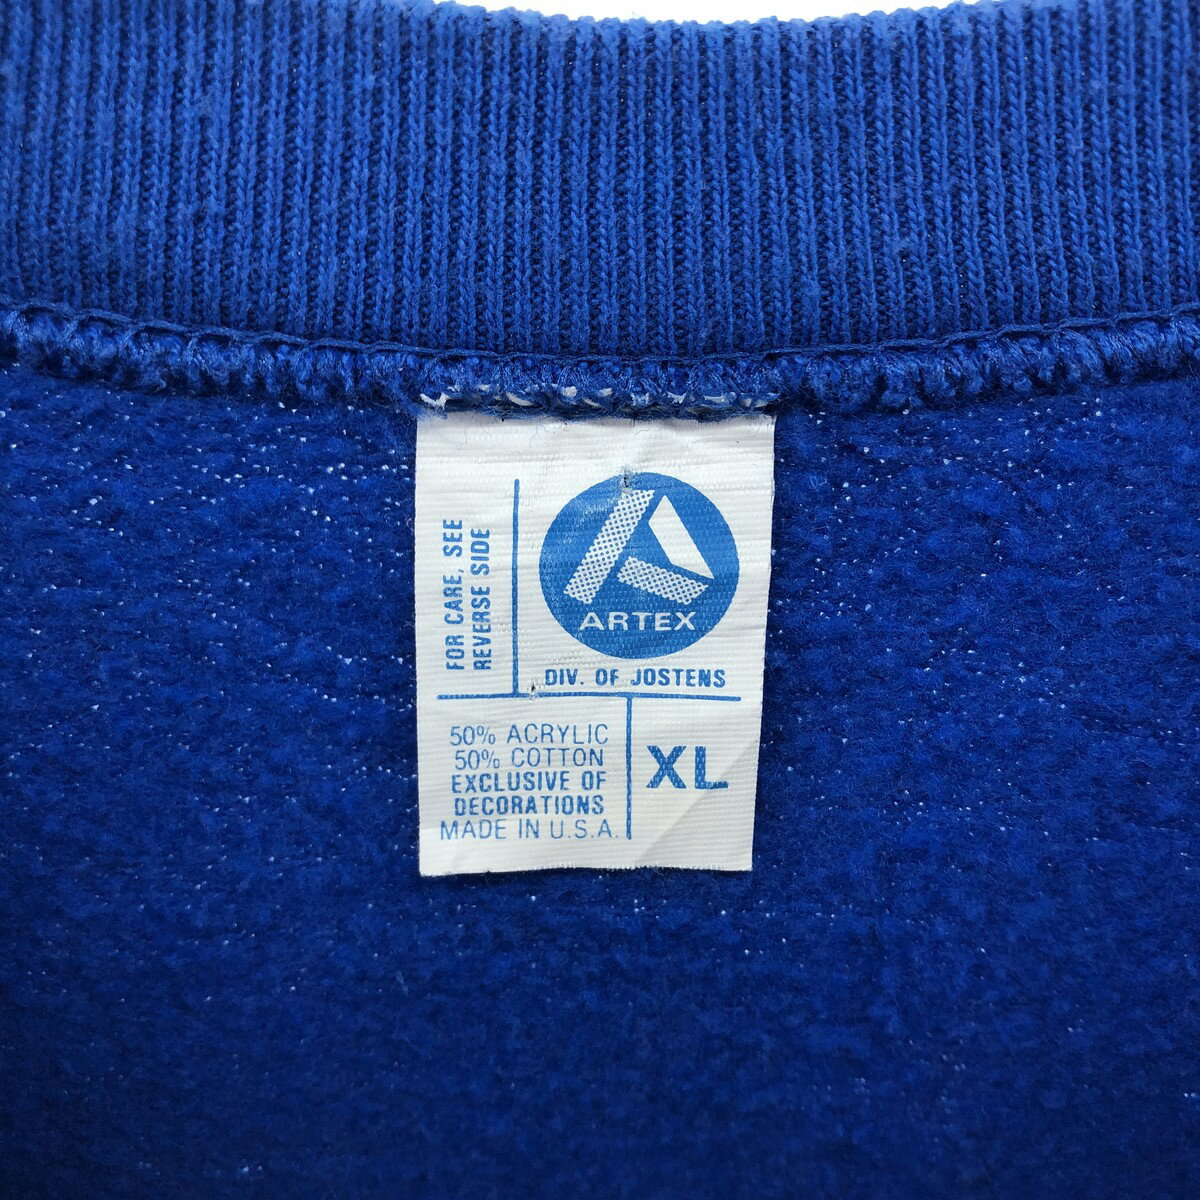 FOR CARE, SEE
REVERSE SIDE
ARTEX
DIV. OF JOSTENS
50% ACRYLIC
50% COTTON
EXCLUSIVE OF
DECORATIONS
MADE IN U.S.A.
XL